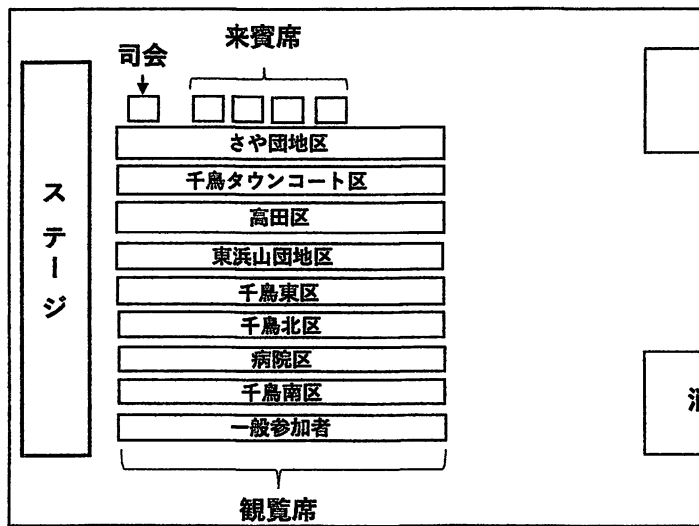 来賓席
司会
ステージ
さや団地区
千鳥タウンコート区
高田区
東浜山団地区
千鳥東区
千鳥北区
病院区
千鳥南区
一般参加者
観覧席